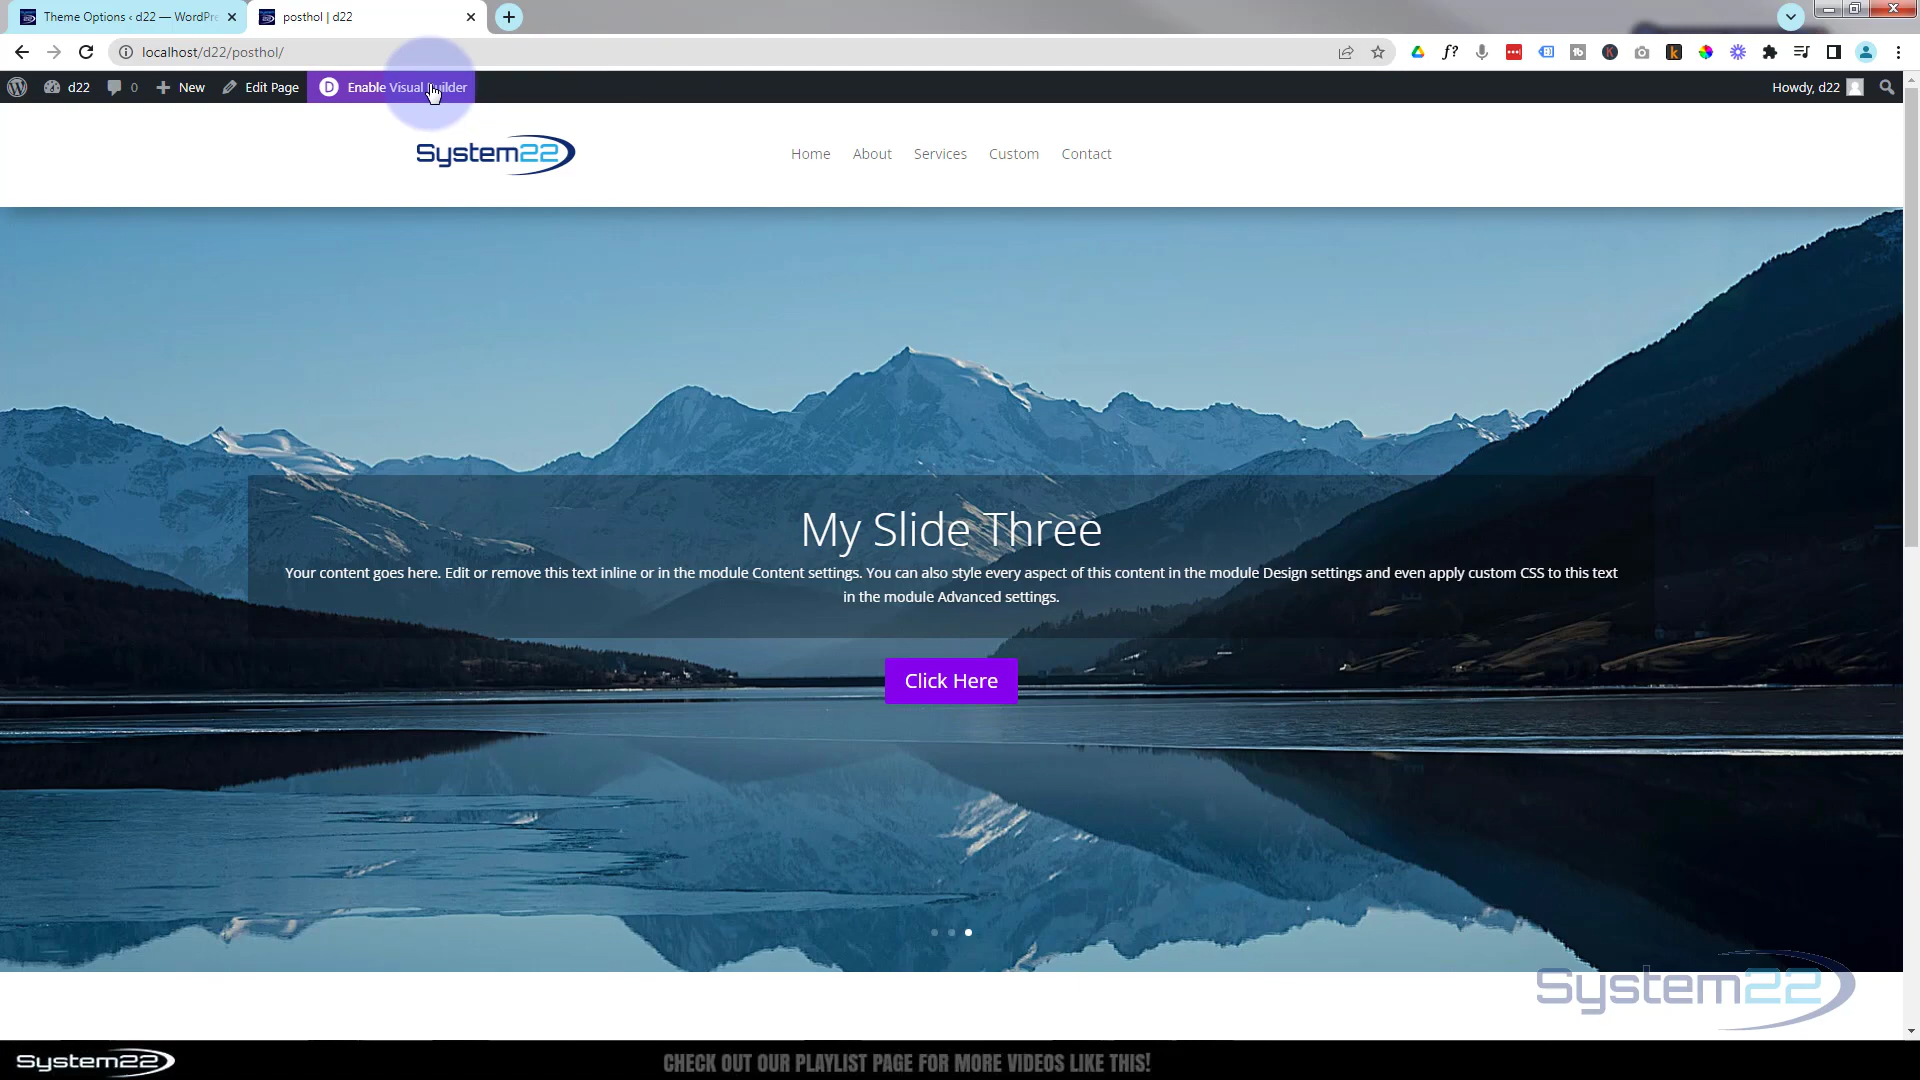 Theme Options ‹ d22 — WordPre
posthol | d22
localhost/d22/posthol/
d22
0
New
Edit Page
D
Enable Visual Builder
Howdy, d22
System22
Home
About
Services
Custom
Contact
My Slide Three
Your content goes here. Edit or remove this text inline or in the module Content settings. You can also style every aspect of this content in the module Design settings and even apply custom CSS to this text
in the module Advanced settings.
Click Here
System22
System22
CHECK OUT OUR PLAYLIST PAGE FOR MORE VIDEOS LIKE THIS!